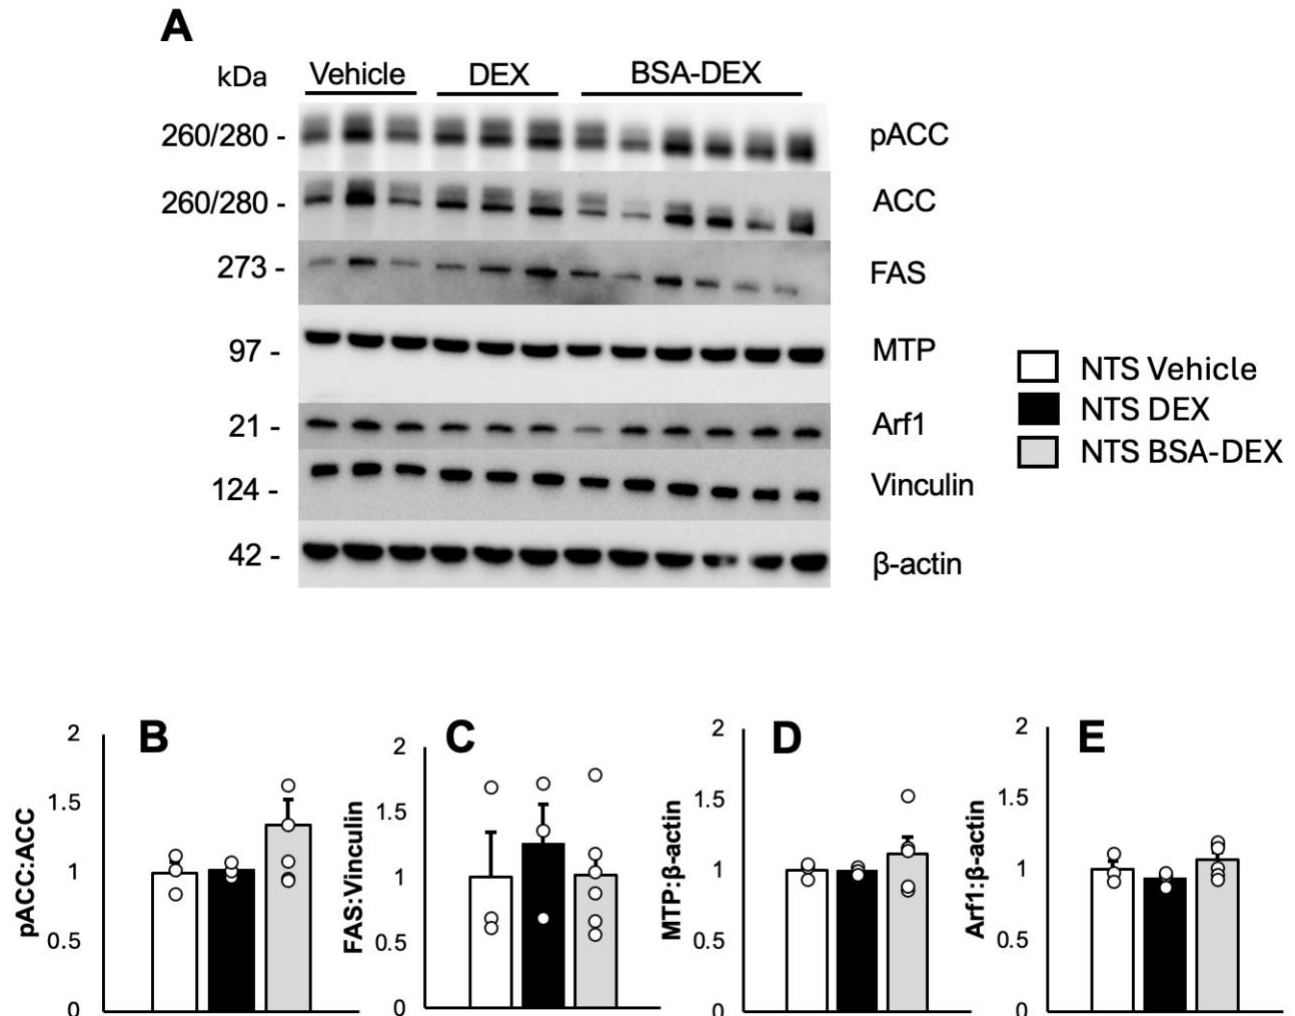 A
kDa Vehicle DEX BSA-DEX
260/280 - pACC
260/280 - ACC
273 - FAS
97 - MTP
21 - Arf1
124 - Vinculin
42 - β-actin
NTS Vehicle
NTS DEX
NTS BSA-DEX
B
pACC:ACC
2
1.5
1
0.5
0
C
FAS:Vinculin
2
1.5
1
0.5
0
D
MTP:β-actin
2
1.5
1
0.5
0
E
Arf1:β-actin
2
1.5
1
0.5
0